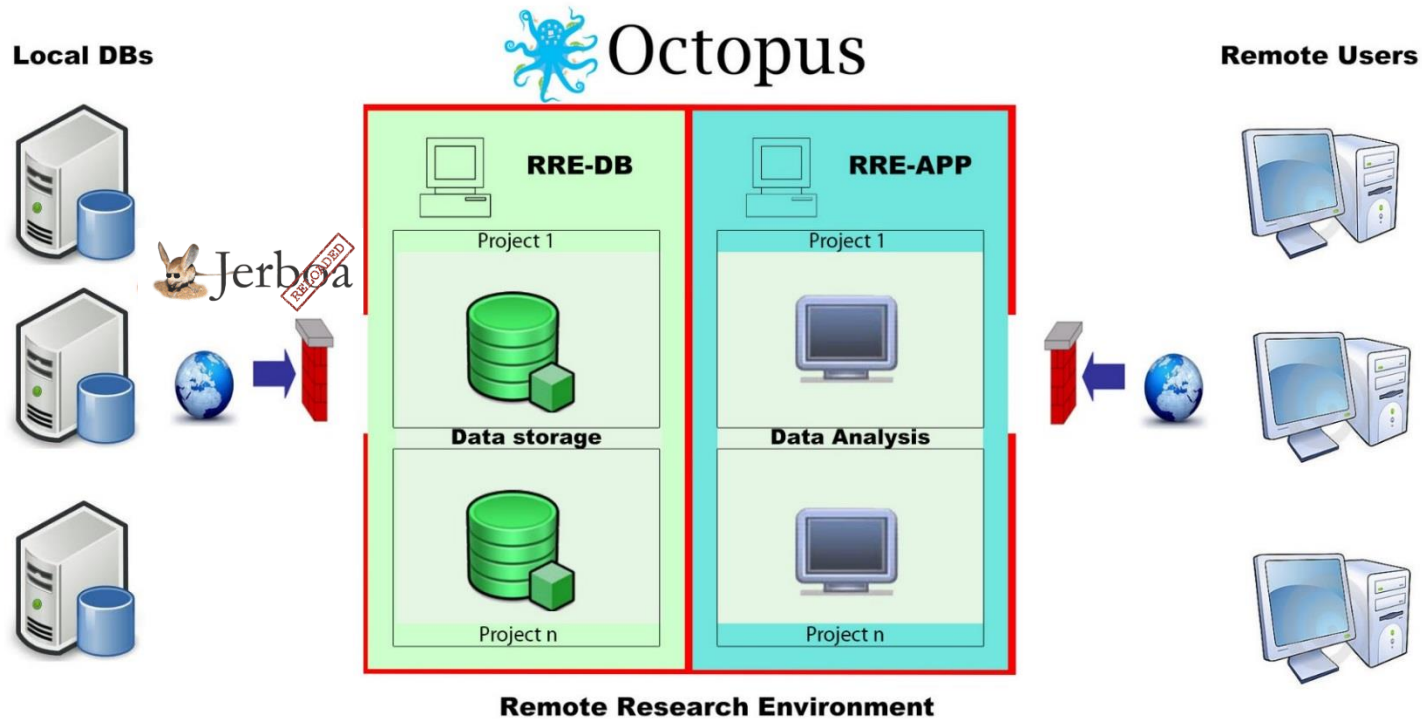 Octopus
Local DBs
Remote Users
RRE-DB
RRE-APP
Project 1
Project 1
Jerboa
RELOADED
Data storage
Data Analysis
Project n
Project n
Remote Research Environment